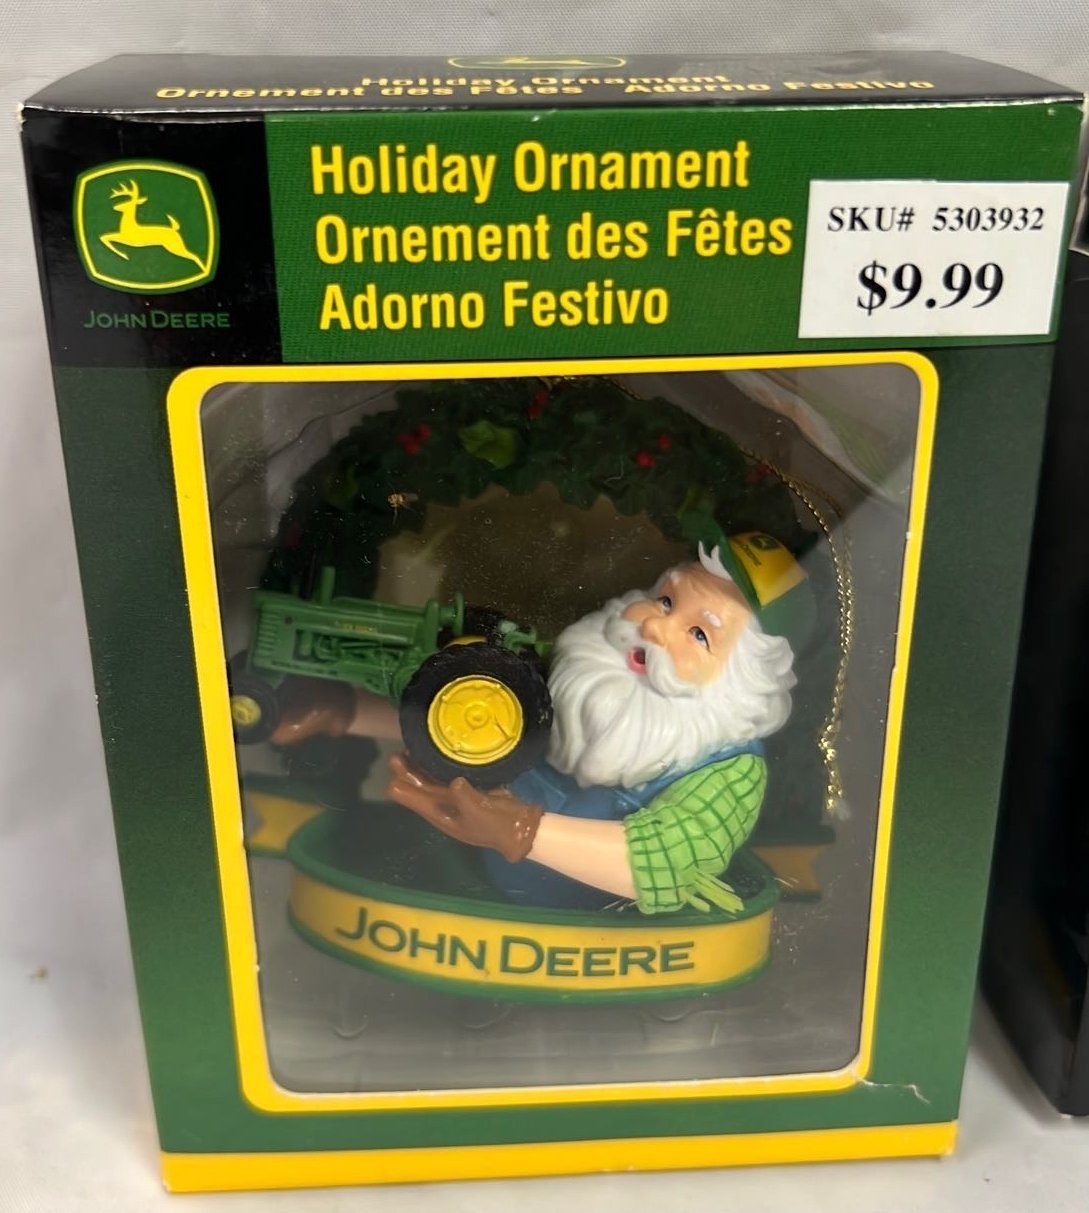 Holiday Ornament
Ornement des Fêtes Adorno Festivo
JOHN DEERE
Holiday Ornament
Ornement des Fêtes
Adorno Festivo
SKU# 5303932
$9.99
JOHN DEERE